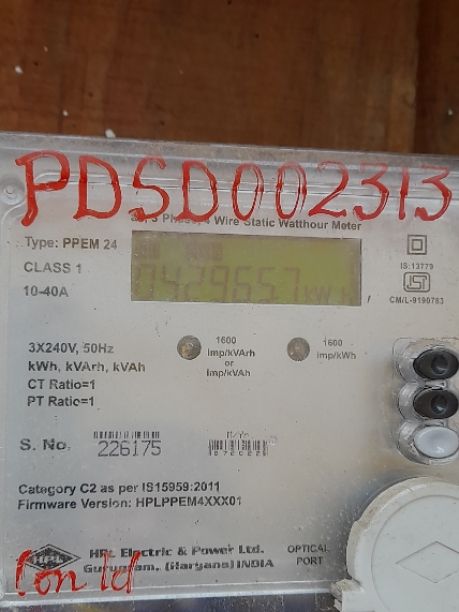 PDSD002313
3 Phase, 4 Wire Static Watthour Meter
Type: PPEM 24
CLASS 1
10-40A
042965.7 kWH
IS:13779
CM/L-9190783
3X240V, 50Hz
kWh, kVArh, kVAh
CT Ratio=1
PT Ratio=1
1600
imp/kVArh
or
imp/kVAh
1600
imp/kWh
S. No. 226175
M/Yr
Category C2 as per IS15959:2011
Firmware Version: HPLPPEM4XXX01
HPL Electric & Power Ltd.
Gurugram, (Haryana) INDIA
OPTICAL
PORT